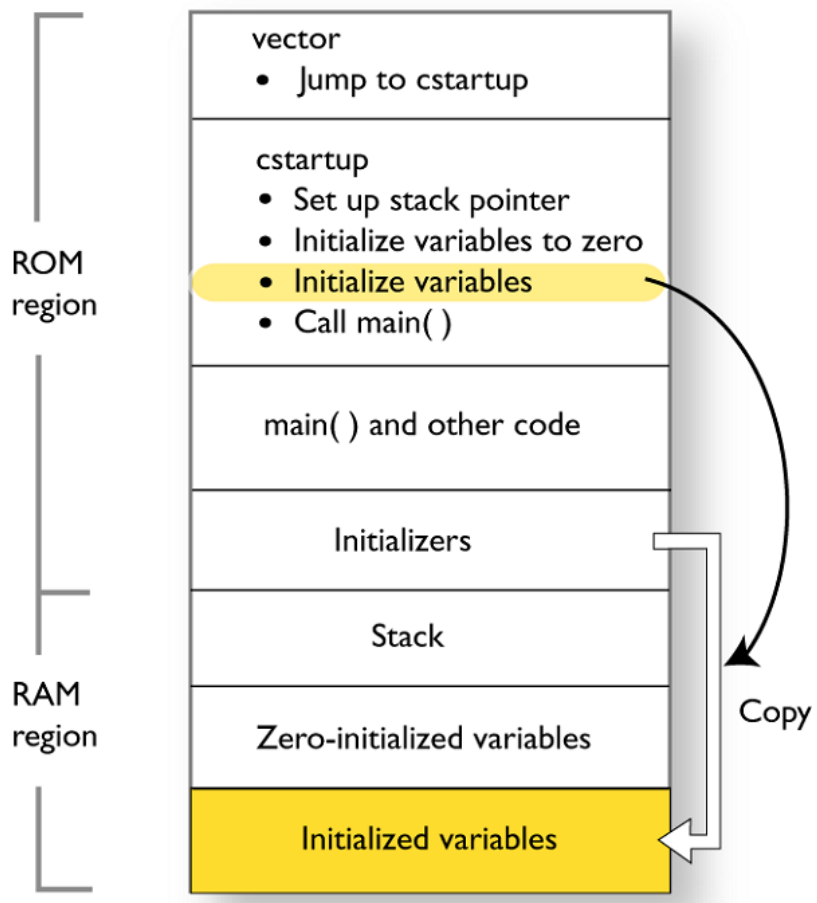 vector
• Jump to cstartup
cstartup
• Set up stack pointer
• Initialize variables to zero
• Initialize variables
• Call main( )
ROM
region
main( ) and other code
Initializers
Stack
RAM
region
Copy
Zero-initialized variables
Initialized variables